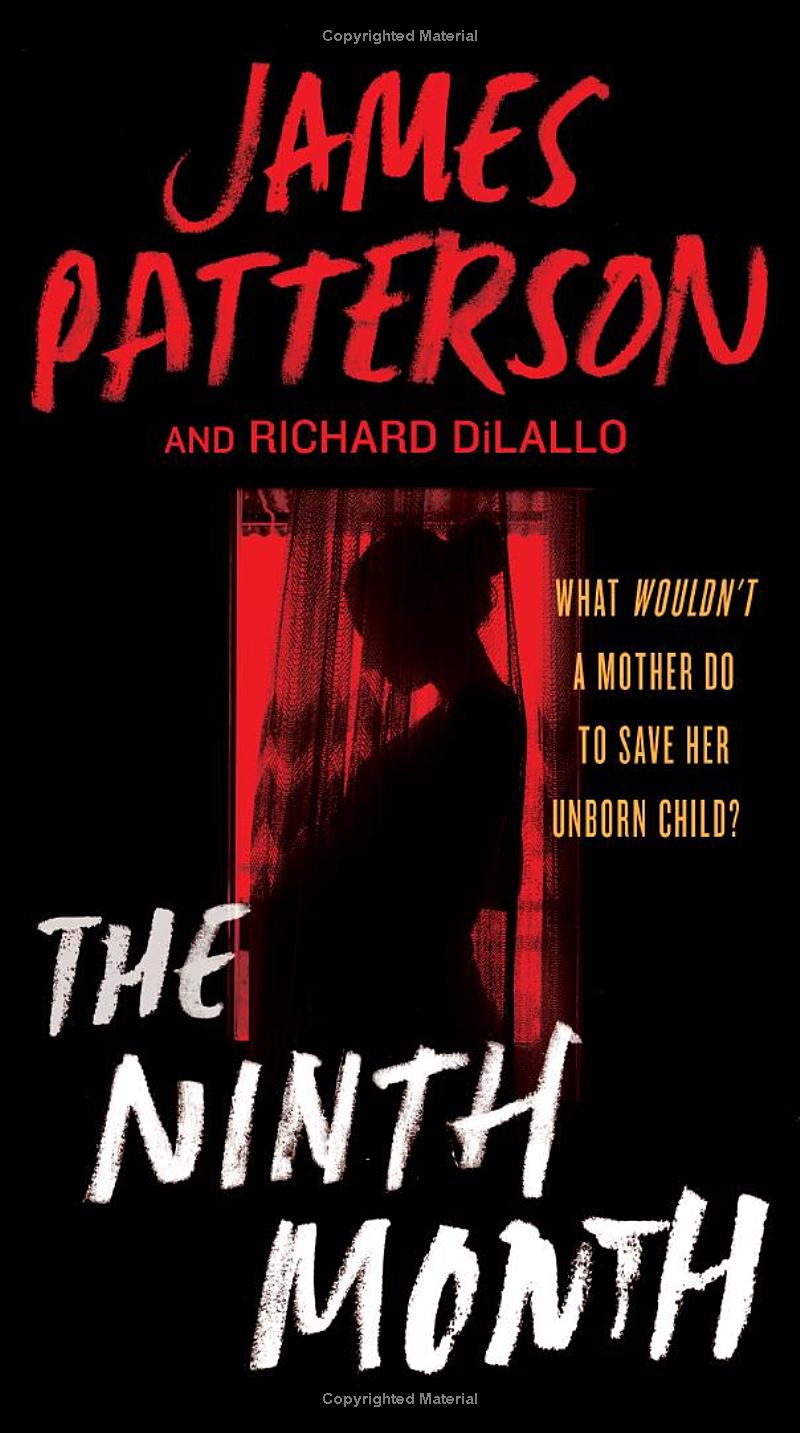 Copyrighted Material
JAMES
PATTERSON
AND RICHARD DiLALLO
WHAT WOULDN'T
A MOTHER DO
TO SAVE HER
UNBORN CHILD?
THE
NINTH
MONTH
Copyrighted Material